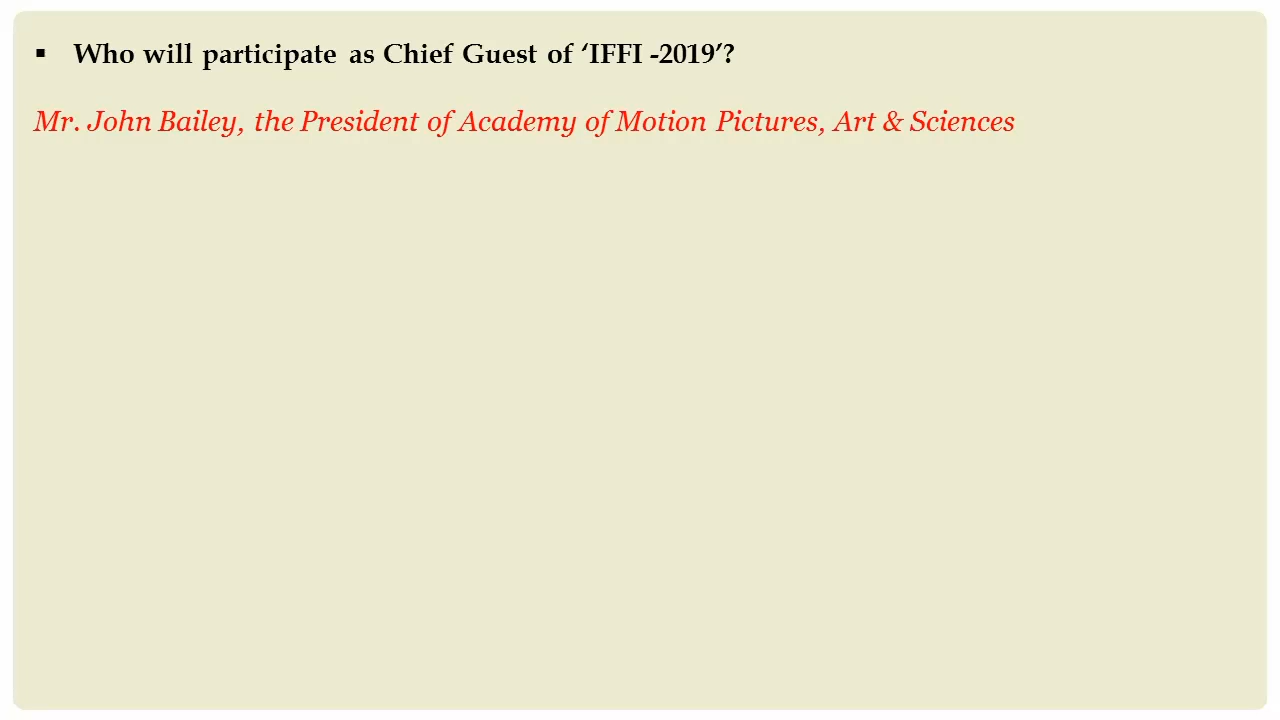 ▪ Who will participate as Chief Guest of ‘IFFI -2019’?
Mr. John Bailey, the President of Academy of Motion Pictures, Art & Sciences